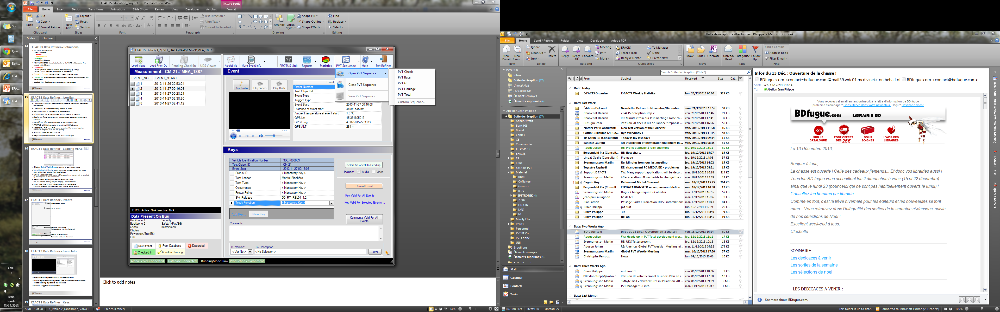 EFACTS education_eng.pptx - Microsoft PowerPoint
Picture Tools
File Home Insert Design Transitions Animations Slide Show Review View Developer Acrobat Format
Paste
Cut
Copy
Format Painter
Clipboard
New Slide
Layout
Reset
Section
Slides
Font
Text Direction
Align Text
Convert to SmartArt
Paragraph
Arrange
Quick Styles
Shape Fill
Shape Outline
Shape Effects
Drawing
Find
Replace
Select
Editing
Stic...
Qua...
Boît...
EFA...
EFA...
EFA...
CVEE
10:04
lundi
23/12/2013
Slides Outline
14
EFACTS Data Refiner – Definitions
15
EFACTS Data Refiner – Icon Bar
16
EFACTS Data Refiner – Loading MEAs
17
EFACTS Data Refiner – Events
18
EFACTS Data Refiner – Event Info
Event metadata presentation for the selected event
Manual Trigger = Button pressed
19
EFACTS Data Refiner – Keys
EFACTS Data // Q:\CVEL_DATA\RAW\CM-21\MEA_1887
Load Meas Load From Db Pending Check In UDS Viewer Assist Me More Event Info PROTUS Link Reports Statistics PVT Sequence Help Exit Refiner
Open PVT Sequence...
Close PVT Sequence
View PVT Sequence...
PVT Check
PVT Base
PVT €6
PVT Haulage
PVT Total
Custom Sequence...
Measurement: CM-21 // MEA_1887
EVENT_NO EVENT_START
1 2013-11-26 22:53:24
2 2013-11-27 00:16:08
3 2013-11-27 00:28:21
4 2013-11-27 02:38:30
5 2013-11-27 02:41:12
DTC's: Active: N/A Inactive: N/A
Data Present On Bus
Backbone 1 Security
Backbone 2 Safety1/Pwt(E6)
Chassi Infotainment
Display
Powertrain/Eng(E6)
Cab
New Event From Database Discarded
Checked In CheckIn Pending
Alpha Server Connected Database Connected RunningMode: Raw Production environment
Event
Play Audio Play Video Play Both
Event
Order Number
Test Object Id
Event Type
Trigger Type
Event Start 2013-11-27 00:16:08
Distance at event start 44998.545 km
Ambient temperature at event start 1.6 °C
GPS Lat 45.391805013
GPS Long 4.88750152583333
GPS ALT 284 m
Keys
Vehicle Identification Number 30CJ-000053
Test Object ID CM-21
Event Start 2013-11-27 00:16:08
Protus ID < Mandatory Key >
Test Leader Martial Blachère
Test Type < Mandatory Key >
Occurrence < Mandatory Key >
Protus Points < Mandatory Key >
SW_Release D0_RT_REL01_1.2
Truck Function < Mandatory Key >
Add Key... New Key
Select As Check In Pending
Include: Audio Video
Discard Event
Key Valid For All Events
Key Valid For Selected Events ...
Comments Valid For All Events
Comments:
TC Version: TC Description:
< Ver No > < No Selection > Enter
Click to add notes
Slide 15 of 28 "4_Example_Landscape_Volvo3P" French (France) 60%
Boîte de réception - Abeillon Jean Philippe - Microsoft Outlook
File Home Send / Receive Folder View Developer Adobe PDF
New E-mail
New Items
New
Ignore
Clean Up
Junk
Delete
Delete
Reply
Reply All
Forward
Meeting
IM
More
Respond
EFACTS
Team E-mail
Reply & Delete
To Manager
Done
Create New
Quick Steps
Move
Rules
OneNote
Move
Unread/ Read
Categorize
Follow Up
Tags
Find a Contact
Address Book
Filter E-mail
Find
Favorites
Inbox
Boîte de réception (27)
Unread Mail
For Follow Up
Éléments envoyés
Éléments supprimés (4)
Abeillon Jean Philippe
Boîte de réception (27)
Administratif
Banc HIL
Brevet
Câbles
CE
Commandes
EE V&V (1)
EFACTS
ER
Frais
Kits test PVT
Matériel
BBM
CANalyzer
Genesis
ICO5
IPETRONIK (4)
J1587
LIN GiN
LMS
NI
Maxity Elec
P2683
Personnel
PVT P155x
PVTs done
Util
Brouillons
Éléments envoyés
Éléments supprimés (4)
Mail
Calendar
Contacts
Tasks
Search Boîte de réception (Ctrl+E)
From Subject Received Size Cat...
Date: Today
E-FACTS Organizer E-FACTS Weekly Statistics lun. 23/12/2013 00:00 325 KB
Date: Last Week
Éditions Delcourt Newsletter Delcourt - Novembre/Décembre ... sam. 21/12/2013 13:56 58 KB
Charveriat Damien eFACTS desciption step 2 ven. 20/12/2013 17:46 21 KB
Charveriat Damien RE: Minutes from our last meeting : some co... ven. 20/12/2013 17:41 37 KB
BDfugue.com infos du 20 dec : la BD de l'année ? réponse ... ven. 20/12/2013 16:26 50 KB
Norder Per (Consultant) New test version of the Collector ven. 20/12/2013 11:58 16 KB
Cottin Guillaume (2) (Co... Bye everybody ! ven. 20/12/2013 11:15 48 KB
Tis Karim (2) (Consultant) Today is my last day ! ven. 20/12/2013 09:34 11 KB
Sanchiz Laurent RE: Installation of Memorator equipment in ... ven. 20/12/2013 08:35 31 KB
Rouge Julien RE: Projet d'activité à faire ensemble jeu. 19/12/2013 18:11 62 KB
Bergendahl Pia (Consult... RE: flow charts jeu. 19/12/2013 15:07 15 KB
Lingat Gaelle (Consultant) Fromage jeu. 19/12/2013 14:05 37 KB
Svennungsson Martin Re: Minutes from our last meeting jeu. 19/12/2013 14:02 15 KB
Teyssère Raphaël RE: changement PC MEDIA BD - problèmes jeu. 19/12/2013 08:31 15 KB
Support E-FACTS FW: Many support applications will be deco... mer. 18/12/2013 16:18 214 KB
Svennungsson Martin After vcacation - If we decide to change the s... mer. 18/12/2013 15:29 17 KB
Cagnin Guy Retirement Michel Chavanel mer. 18/12/2013 15:25 264 KB
Bergendal Pia (Consult... FTPDATATRANSFER server password define... mer. 18/12/2013 10:58 17 KB
Svennungsson Martin Bug + Change request - Collector mar. 17/12/2013 16:55 57 KB
jean-paul.aulagnon N° de tél. mar. 17/12/2013 15:06 9 KB
Clar Patricia Passage Cadre : Promotion 2015 : informations mar. 17/12/2013 11:43 84 KB
Crave Philippe pvt surf lun. 16/12/2013 17:21 20 KB
Crave Philippe 3D lun. 16/12/2013 10:59 9 KB
Crave Philippe RE: oo lun. 16/12/2013 10:55 19 KB
Date: Two Weeks Ago
BDfugue.com Infos du 13 Déc. : Ouverture de la chasse ! ven. 13/12/2013 16:14 60 KB
Rouge Julien FW: Heads-up in PVT Total development wor... jeu. 12/12/2013 11:11 17 KB
Svennungsson Martin RE: UDS Testerpresent jeu. 12/12/2013 10:18 15 KB
Adoson Johan RE: Americas Global PVT Weekly - Meeting mi... mer. 11/12/2013 09:32 179 KB
Svennungsson Martin Global PVT Weekly Meeting mar. 10/12/2013 17:30 37 KB
Christophe Peyroux News lun. 09/12/2013 20:06 16 KB
Date: Three Weeks Ago
Crave Philippe arduino tft ven. 06/12/2013 18:06 9 KB
PBP.donotreply@volvo.c... Révision de votre Personal Business Plan en c... ven. 06/12/2013 17:38 10 KB
Svennungsson Martin 5Mbyte mail - New features in IPEmotion 201... ven. 06/12/2013 09:39 5 MB
Svennungsson Martin PVT Manager 1.3 info mar. 03/12/2013 15:12 1 MB
Date: Last Month
Infos du 13 Déc. : Ouverture de la chasse !
BDfugue.com <contact=bdfugue.com@mail39.wdc01.mcdlv.net> on behalf of BDfugue.com <contact@bdfugue.com>
Sent: ven. 13/12/2013 16:14
To: Abeillon Jean Philippe
Vous recevez cet email en tant qu'inscrit à la lettre d'information de BD fugue.
problème d'affichage ? Consultez-le dans votre navigateur. Déçu ? Désabonnement.
BDfugue.com LiBRAiRiE BD
-5% SUR LE CATALOGUE
PORT OFFERT DÈS 25€
COLIS SOIGNÉS
L'AVIS DES LIBRAIRES
Le 13 Décembre 2013,
Bonjour à tous,
La chasse est ouverte ! Celle des cadeaux j'entends... Et donc vos librairies aussi !
Tous les BD fugue vous accueillent les 2 dimanches à venir (15 et 22 décembre)
ainsi que le lundi 23 (pour ceux qui ne sont pas habituellement ouverts le lundi) !
Consultez les horaires par librairie.
Comme en foot, c'est la trêve hivernale pour les éditeurs et les nouveautés se font
rares... Vous retrouvez donc l'intégralité des sorties de la semaine ci-dessous, suivie
de nos sélections de Noël !
Excellent week-end à tous,
Clochette
SOMMAIRE :
Les dédicaces à venir
Les sorties de la semaine
Les sélections de noël
LES DEDICACES A VENIR :
See more about: BDfugue.com.
mar. 07/01 14:00: Global PVT Weekly Meeting
Today: 0 Tasks
Quick Contacts
607 MB Free Items: 80 Unread: 27 This folder is up to date. Connected to Microsoft Exchange (Headers) 100%